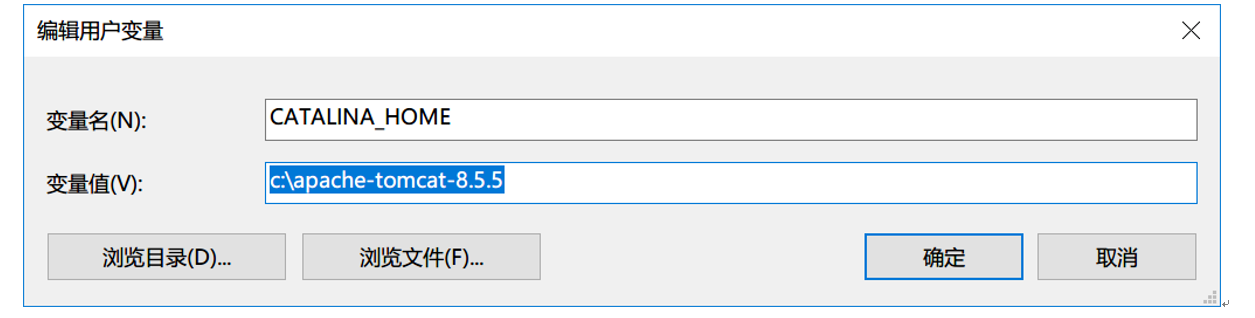 编辑用户变量
变量名(N):
CATALINA_HOME
变量值(V):
c:\apache-tomcat-8.5.5
浏览目录(D)...
浏览文件(F)...
确定
取消